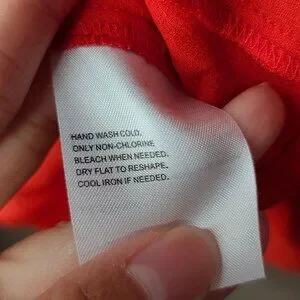 HAND WASH COLD.
ONLY NON-CHLORINE
BLEACH WHEN NEEDED.
DRY FLAT TO RESHAPE.
COOL IRON IF NEEDED.